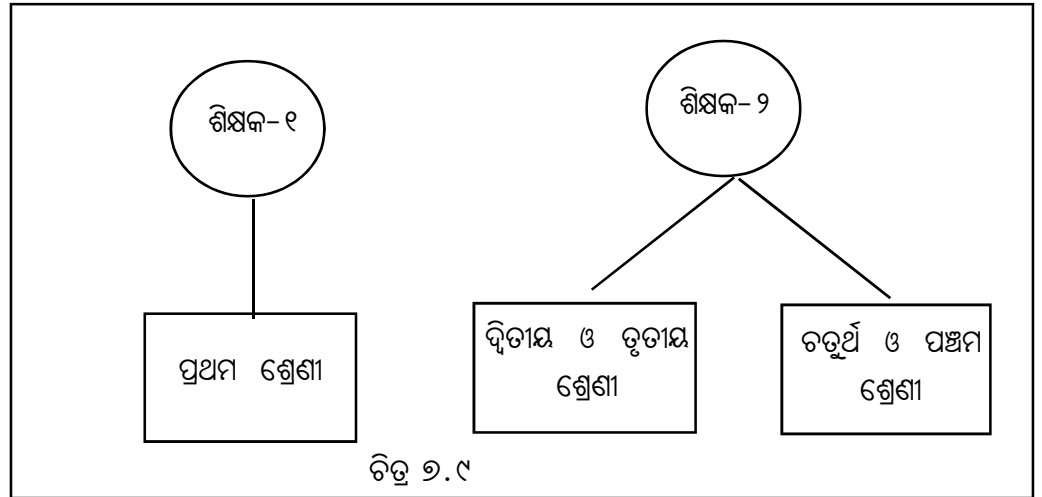 ଶିକ୍ଷକ-୧
ଶିକ୍ଷକ-୨
ପ୍ରଥମ ଶ୍ରେଣୀ
ଦ୍ଵିତୀୟ ଓ ତୃତୀୟ
ଶ୍ରେଣୀ
ଚତୁର୍ଥ ଓ ପଞ୍ଚମ
ଶ୍ରେଣୀ
ଚିତ୍ର ୭.୯